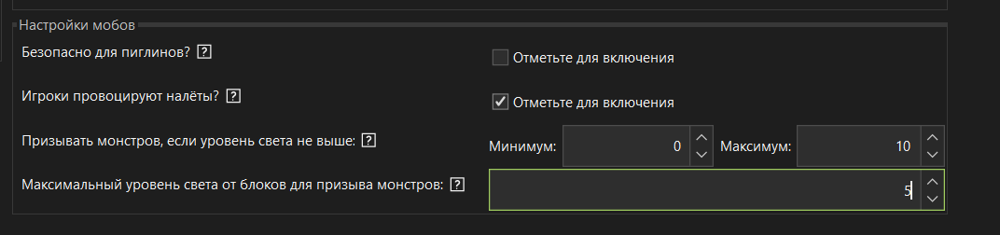 Настройки мобов
Безопасно для пиглинов? ?
Отметьте для включения
Игроки провоцируют налёты? ?
Отметьте для включения
Призывать монстров, если уровень света не выше: ?
Минимум: 0 Максимум: 10
Максимальный уровень света от блоков для призыва монстров: ?
5